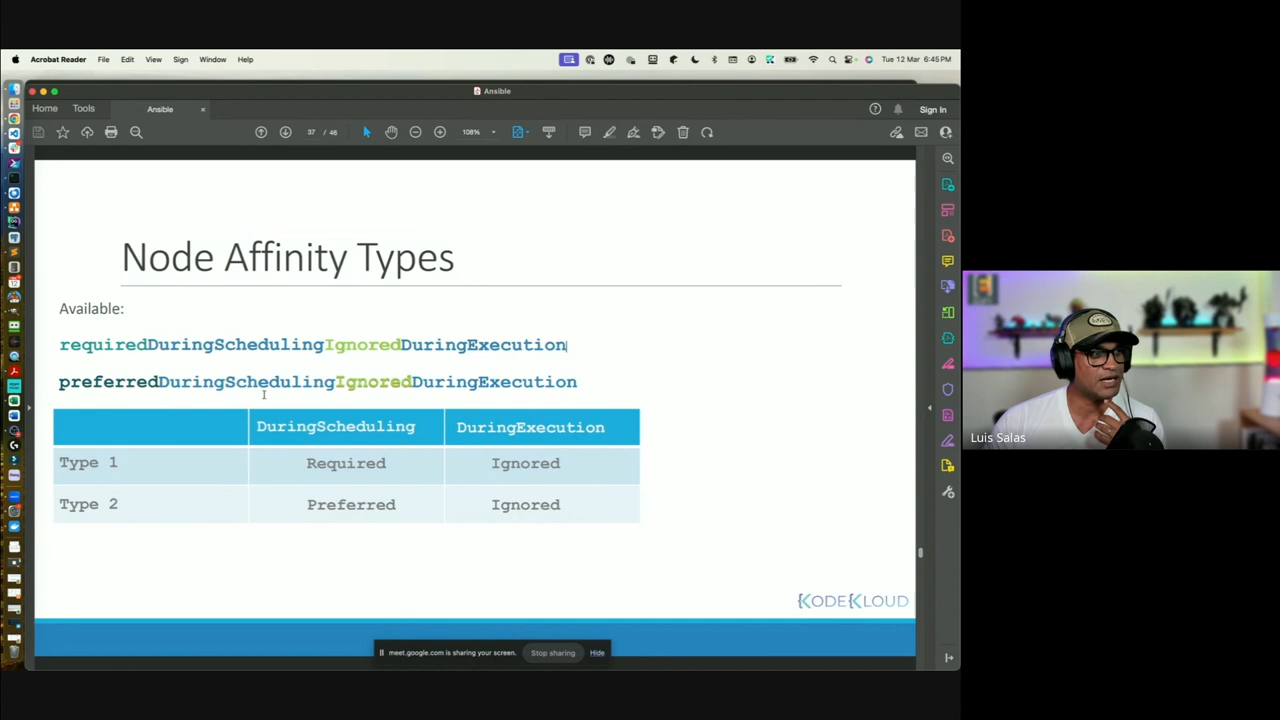 Acrobat Reader File Edit View Sign Window Help Tue 12 Mar 6:45 PM
Ansible
Home Tools Ansible × Sign In
37 / 46 108%
Node Affinity Types
Available:
requiredDuringSchedulingIgnoredDuringExecution
preferredDuringSchedulingIgnoredDuringExecution
DuringScheduling DuringExecution
Type 1 Required Ignored
Type 2 Preferred Ignored
KODEKLOUD
meet.google.com is sharing your screen. Stop sharing Hide
Luis Salas